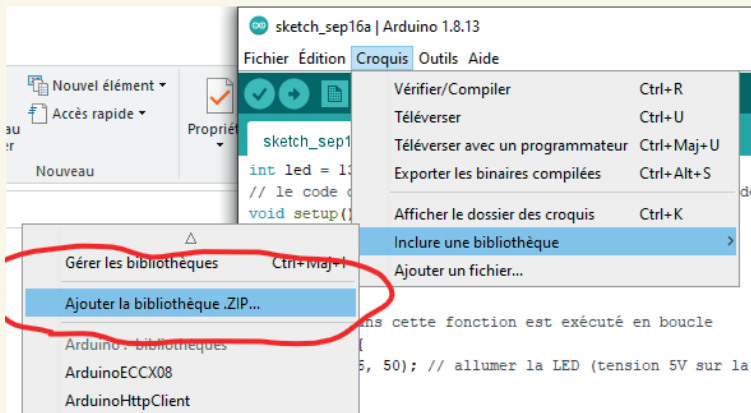 sketch_sep16a | Arduino 1.8.13
Fichier Édition Croquis Outils Aide
Nouvel élément
Accès rapide
Propriét
au
er
Nouveau
sketch_sep1
Vérifier/Compiler Ctrl+R
Téléverser Ctrl+U
Téléverser avec un programmateur Ctrl+Maj+U
Exporter les binaires compilées Ctrl+Alt+S
Afficher le dossier des croquis Ctrl+K
Inclure une bibliothèque
Ajouter un fichier...
int led = 13
// le code d
void setup()
Gérer les bibliothèques Ctrl+Maj+I
Ajouter la bibliothèque .ZIP...
Arduino : bibliothèques
ArduinoECCX08
ArduinoHttpClient
ns cette fonction est exécuté en boucle
{
5, 50); // allumer la LED (tension 5V sur la